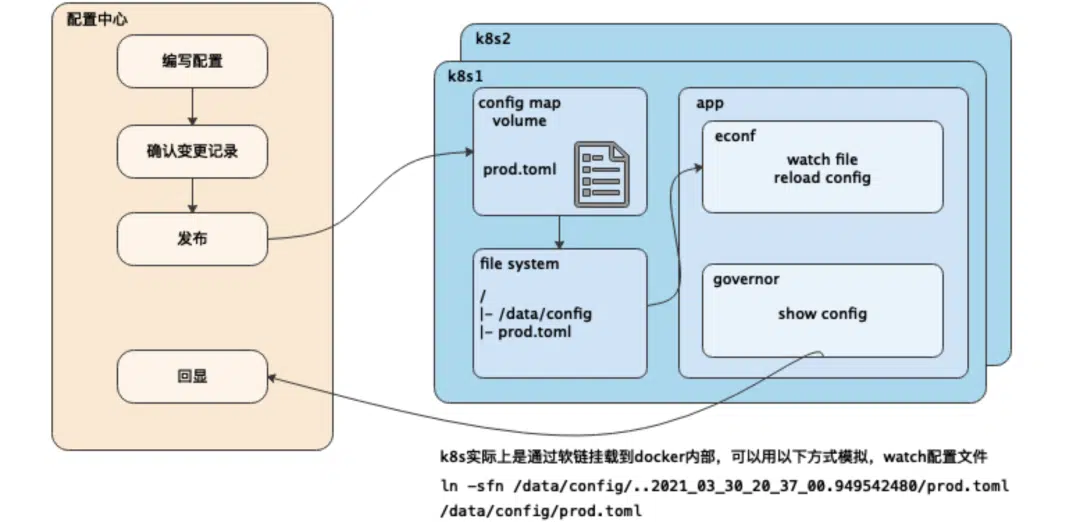 配置中心
编写配置
确认变更记录
发布
回显
k8s2
k8s1
config map
volume
prod.toml
file system
/
|- /data/config
|- prod.toml
app
econf
watch file
reload config
governor
show config
k8s实际上是通过软链挂载到docker内部，可以用以下方式模拟，watch配置文件
ln -sfn /data/config/..2021_03_30_20_37_00.949542480/prod.toml
/data/config/prod.toml